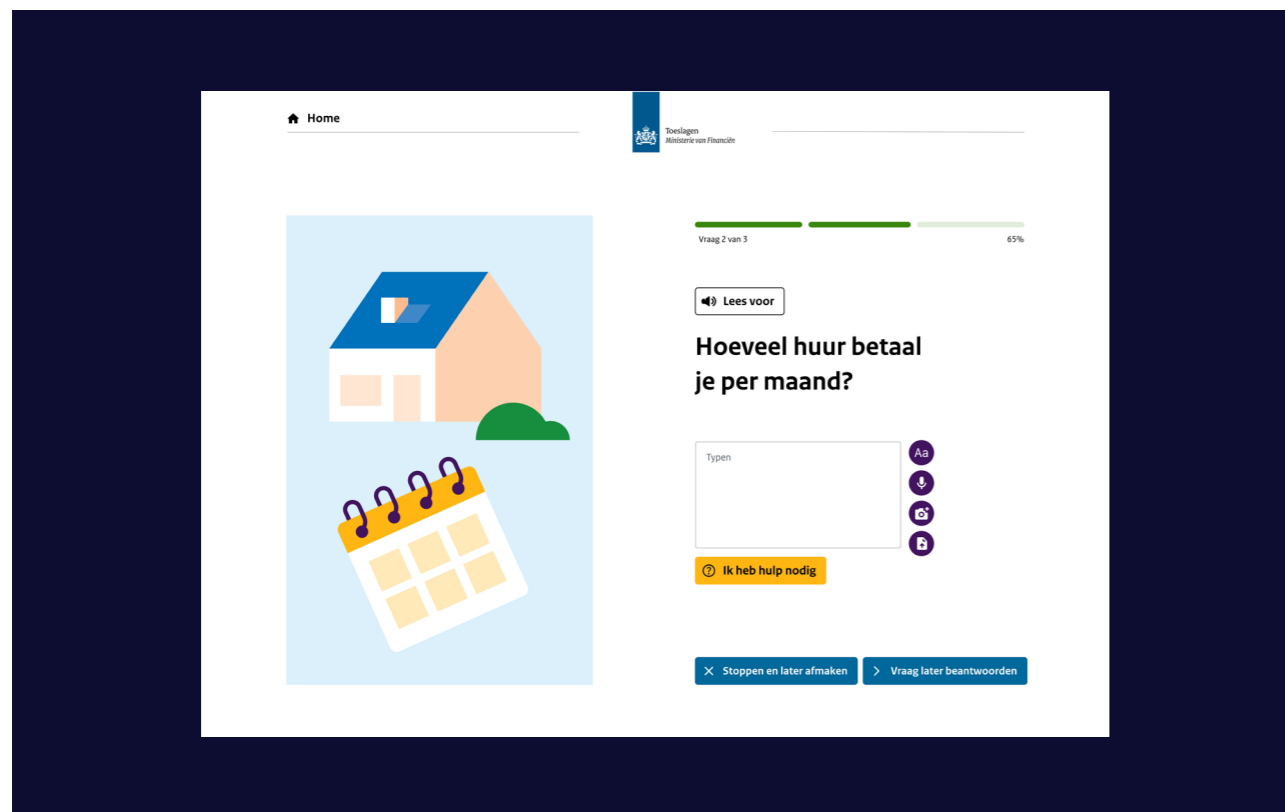 Home
Toeslagen
Ministerie van Financiën
Vraag 2 van 3
65%
Lees voor
Hoeveel huur betaal
je per maand?
Typen
Aa
Ik heb hulp nodig
Stoppen en later afmaken
Vraag later beantwoorden